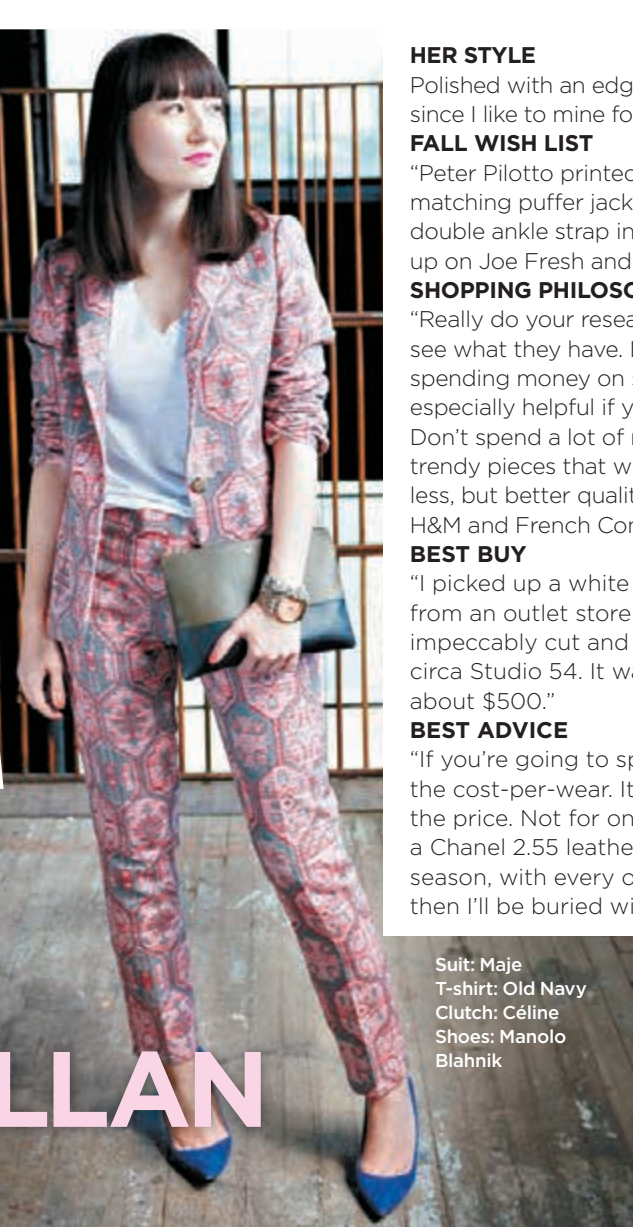 HER STYLE
Polished with an edg
since I like to mine fo
FALL WISH LIST
“Peter Pilotto printed
matching puffer jack
double ankle strap in
up on Joe Fresh and
SHOPPING PHILOSO
“Really do your resea
see what they have.
spending money on s
especially helpful if y
Don’t spend a lot of
trendy pieces that w
less, but better qualit
H&M and French Con
BEST BUY
“I picked up a white
from an outlet store
impeccably cut and
circa Studio 54. It wa
about $500.”
BEST ADVICE
“If you’re going to sp
the cost-per-wear. It
the price. Not for on
a Chanel 2.55 leathe
season, with every o
then I’ll be buried wi
Suit: Maje
T-shirt: Old Navy
Clutch: Céline
Shoes: Manolo
Blahnik
LLAN